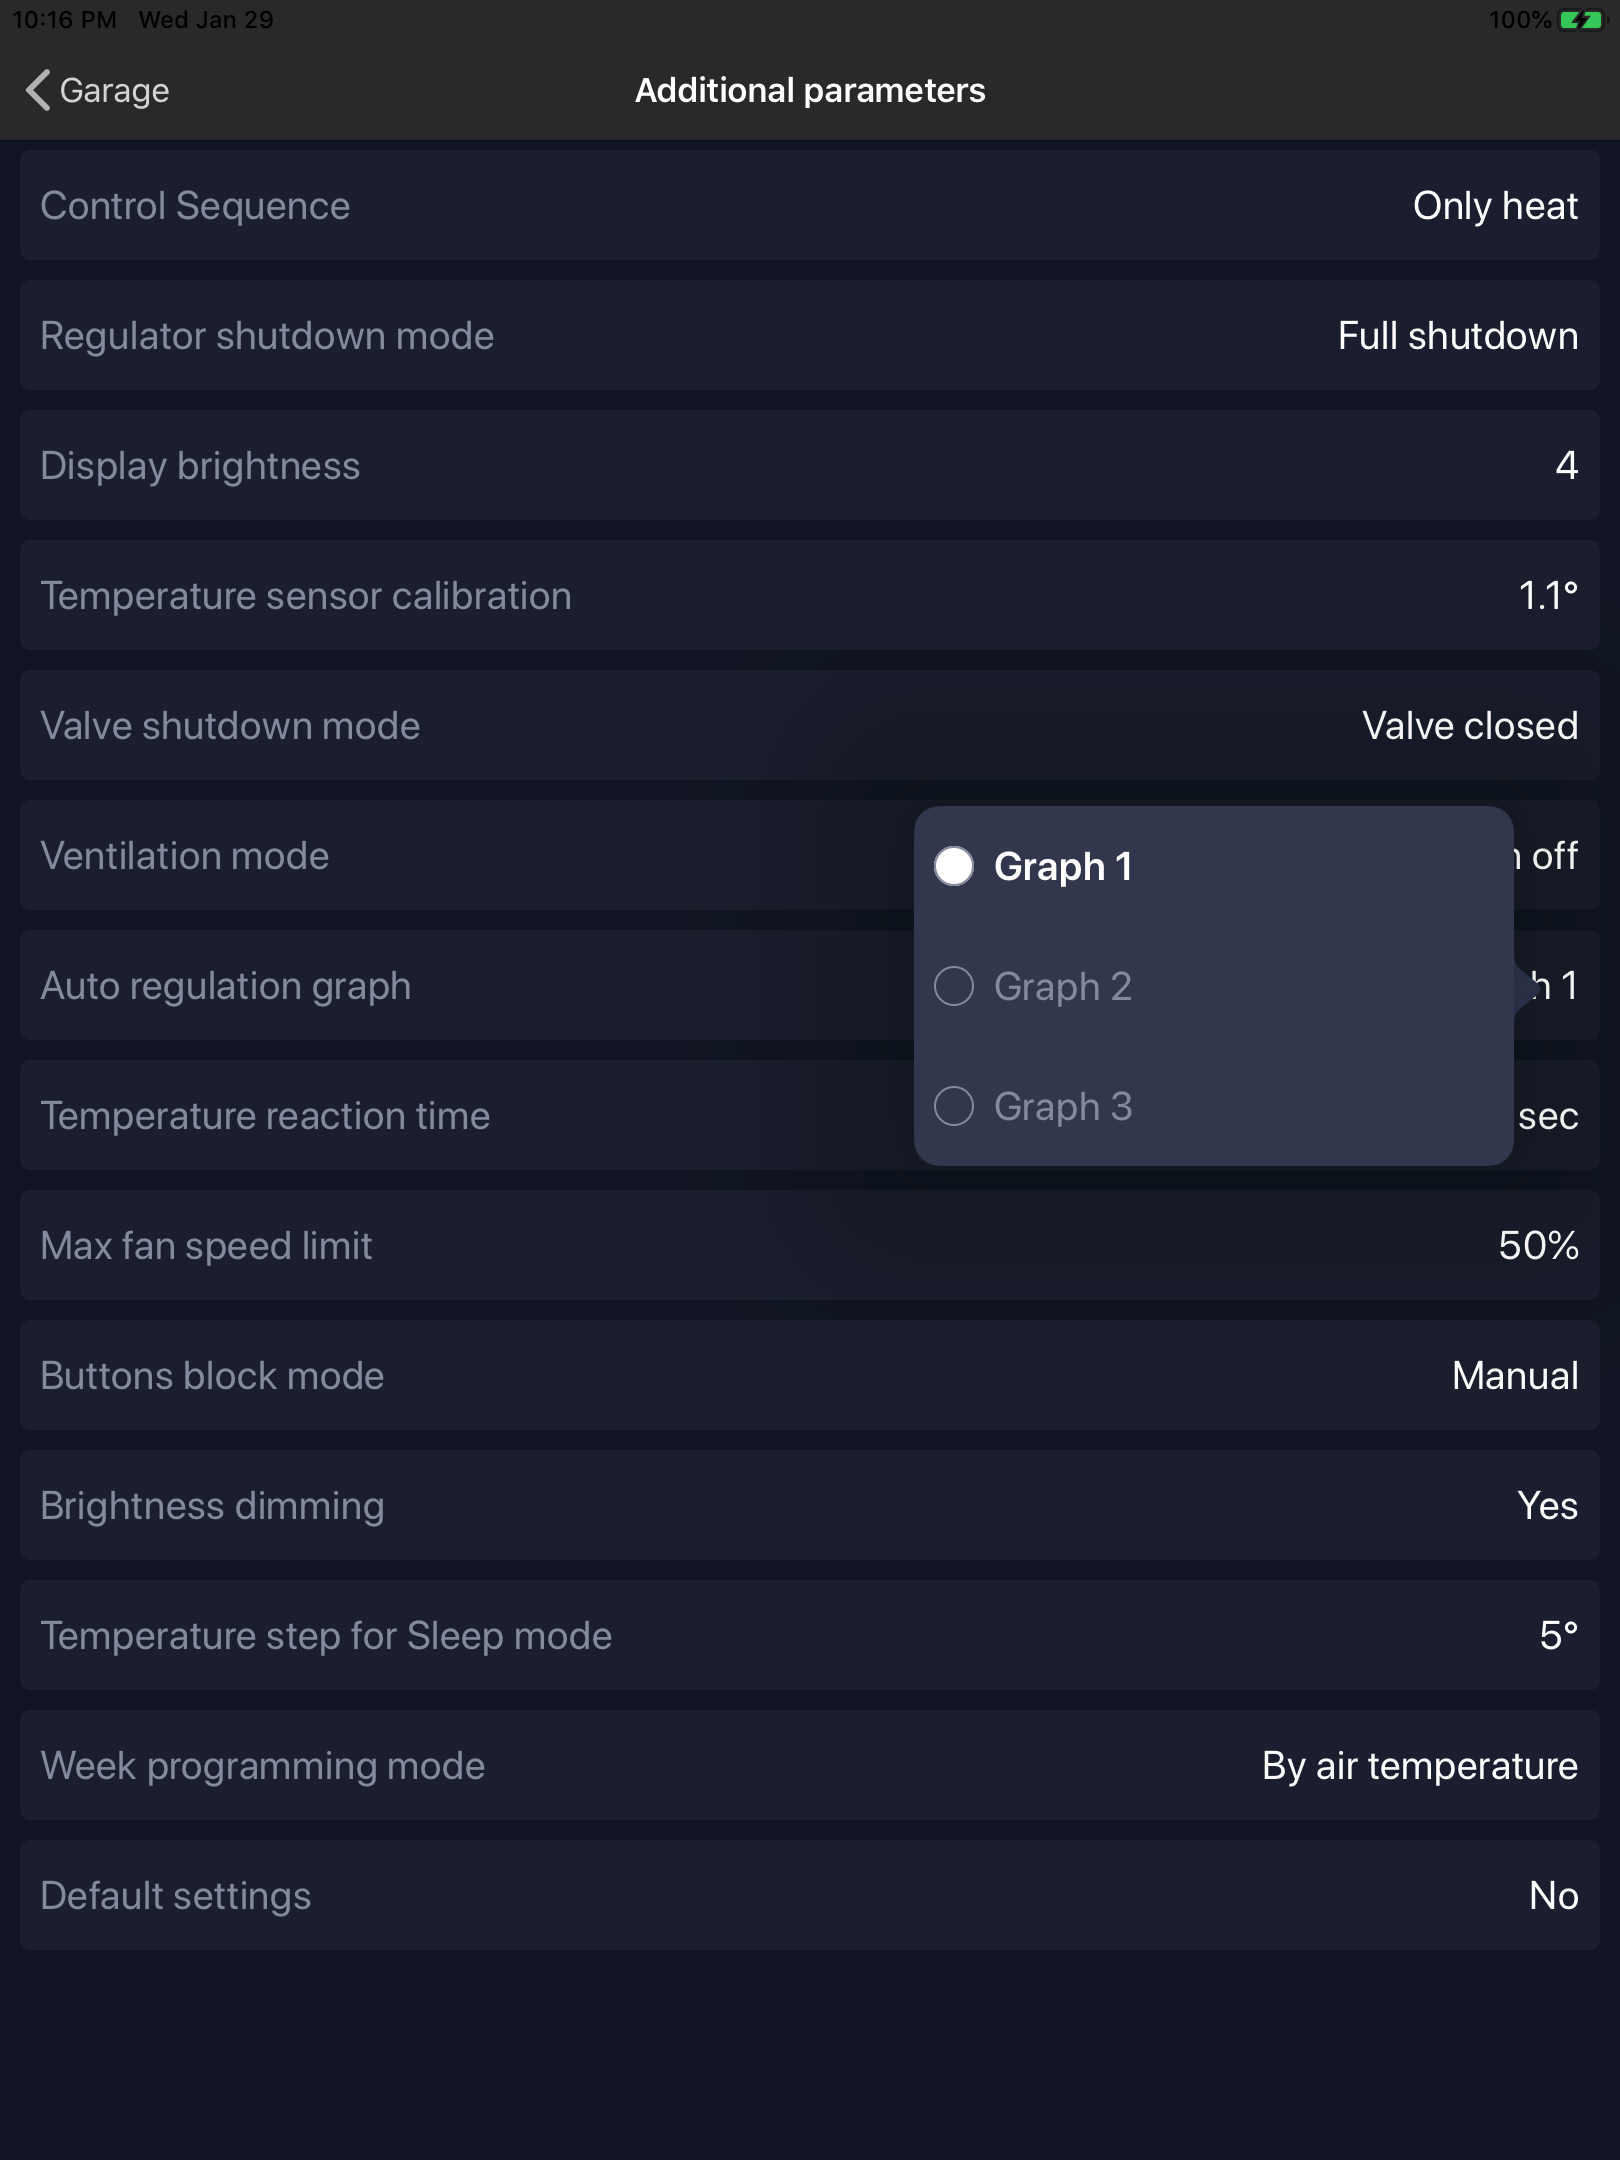 10:16 PM Wed Jan 29
100%
Garage
Additional parameters
Control Sequence
Only heat
Regulator shutdown mode
Full shutdown
Display brightness
4
Temperature sensor calibration
1.1°
Valve shutdown mode
Valve closed
Ventilation mode
off
Graph 1
Graph 2
Graph 3
Auto regulation graph
1
Temperature reaction time
sec
Max fan speed limit
50%
Buttons block mode
Manual
Brightness dimming
Yes
Temperature step for Sleep mode
5°
Week programming mode
By air temperature
Default settings
No